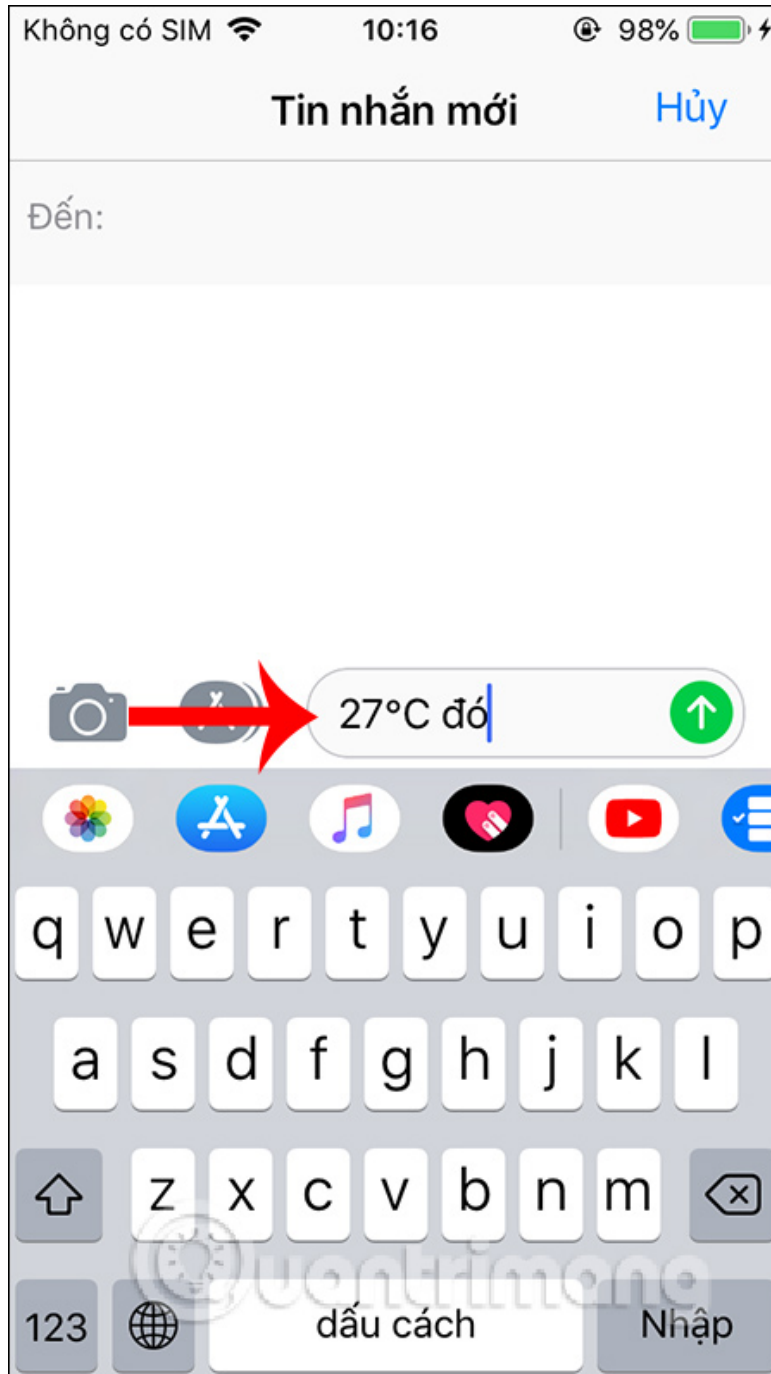 Không có SIM 10:16 98%
Tin nhắn mới Hủy
Đến:
27°C đó
q w e r t y u i o p
a s d f g h j k l
z x c v b n m
Quantrimang
123 dấu cách Nhập